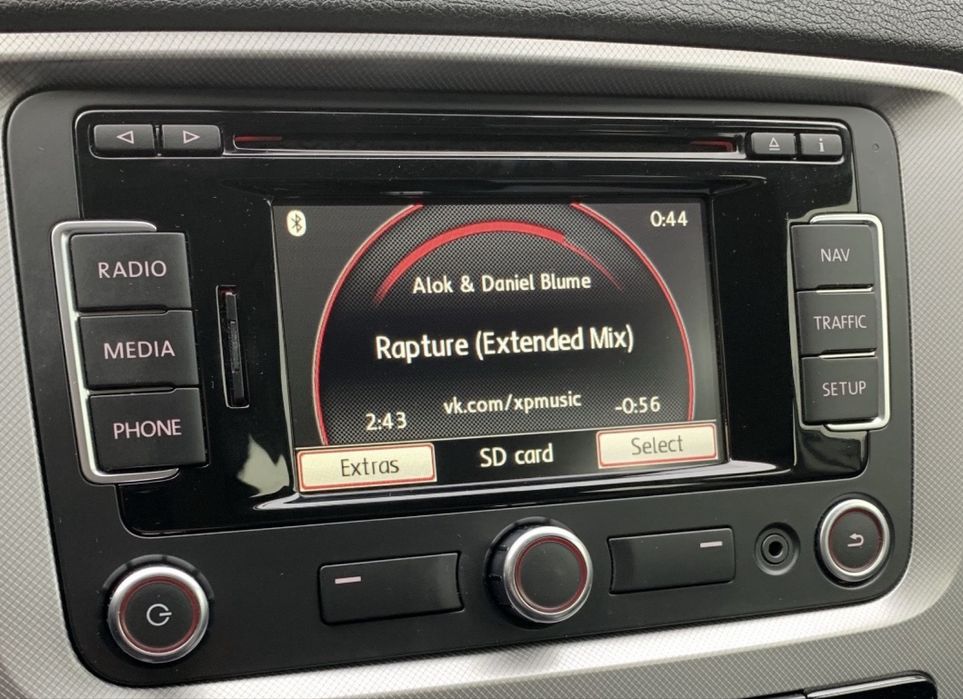 i
0:44
Alok & Daniel Blume
Rapture (Extended Mix)
vk.com/xpmusic
2:43
-0:56
Extras
SD card
Select
RADIO
MEDIA
PHONE
NAV
TRAFFIC
SETUP